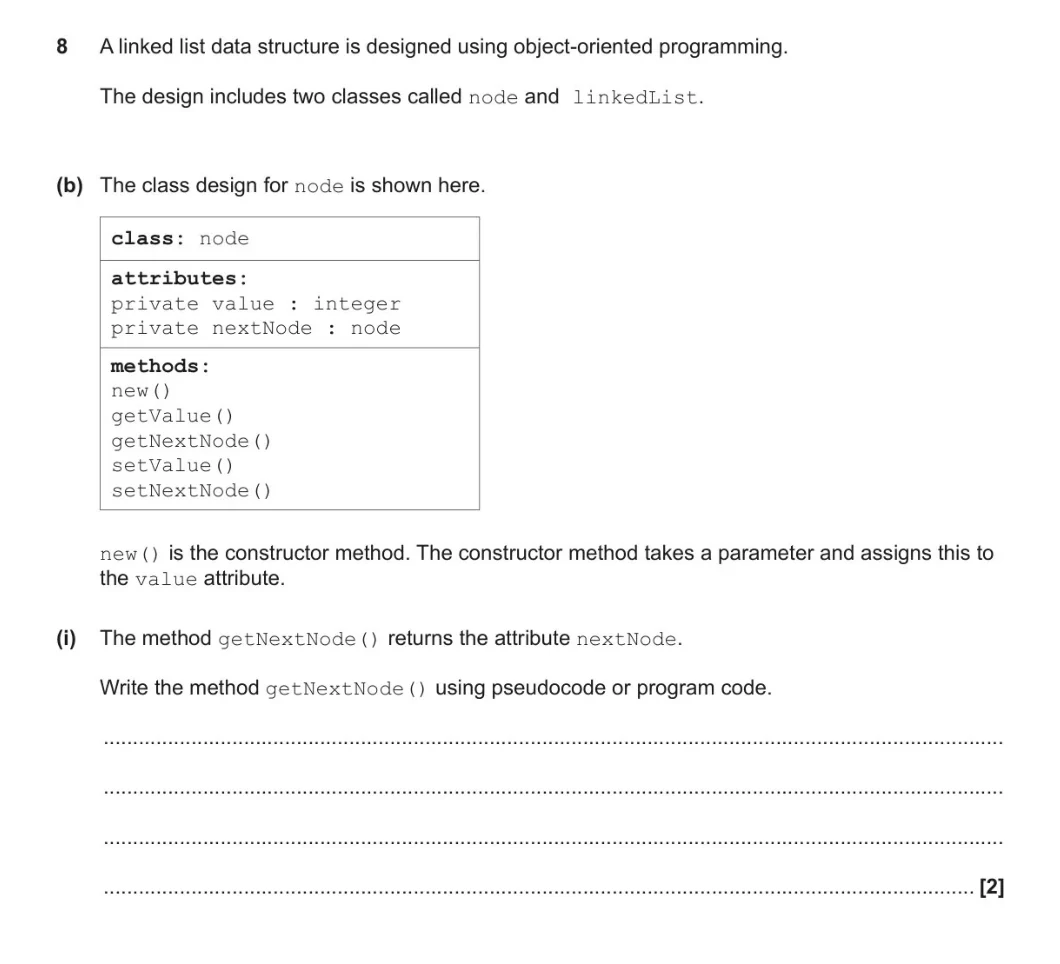 8 A linked list data structure is designed using object-oriented programming.
The design includes two classes called node and linkedList.
(b) The class design for node is shown here.
class: node
attributes:
private value : integer
private nextNode : node
methods:
new()
getValue()
getNextNode()
setValue()
setNextNode()
new() is the constructor method. The constructor method takes a parameter and assigns this to
the value attribute.
(i) The method getNextNode() returns the attribute nextNode.
Write the method getNextNode() using pseudocode or program code.
[2]